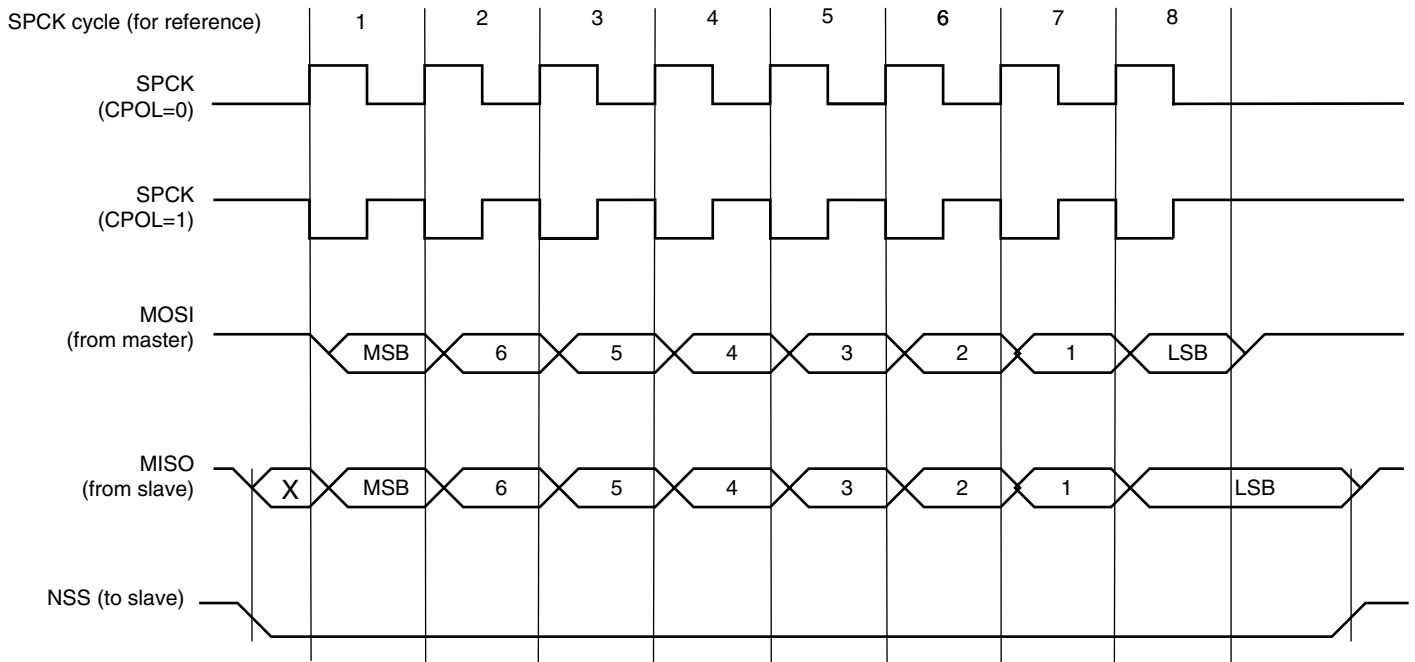 SPCK cycle (for reference) 1 2 3 4 5 6 7 8
SPCK
(CPOL=0)
SPCK
(CPOL=1)
MOSI
(from master)
MSB 6 5 4 3 2 1 LSB
MISO
(from slave)
X MSB 6 5 4 3 2 1 LSB
NSS (to slave)